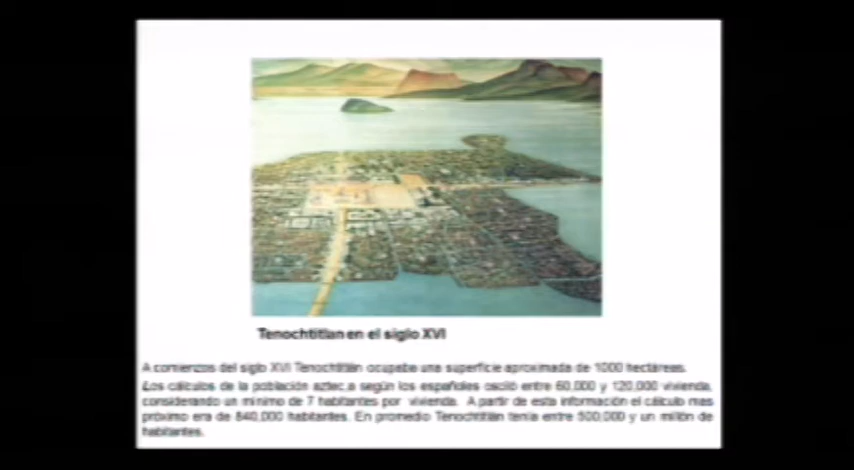 Tenochtitlan en el siglo XVI
A comienzos del siglo XVI Tenochtitlán ocupaba una superficie aproximada de 1000 hectáreas.
Los cálculos de la población azteca según los españoles osciló entre 60,000 y 120,000 vivienda,
considerando un mínimo de 7 habitantes por vivienda. A partir de esta información el cálculo mas
próximo era de 840,000 habitantes. En promedio Tenochtitlán tenía entre 500,000 y un millón de
habitantes.